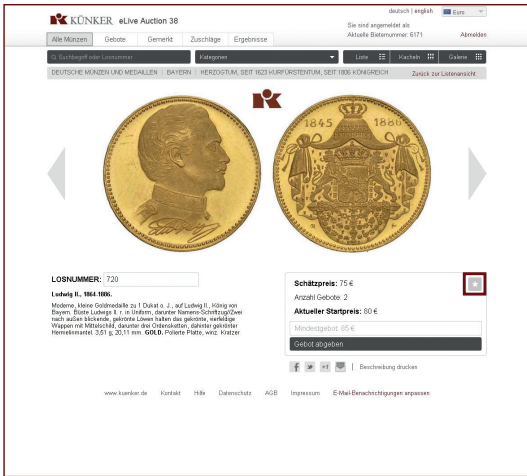 deutsch | english
Euro
KÜNKER eLive Auction 38
Sie sind angemeldet als
Aktuelle Bieternummer: 6171
Abmelden
Alle Münzen Gebote Gemerkt Zuschläge Ergebnisse
Suchbegriff oder Losnummer
Kategorien
Liste Kacheln Galerie
DEUTSCHE MÜNZEN UND MEDAILLEN | BAYERN | HERZOGTUM, SEIT 1623 KURFÜRSTENTUM, SEIT 1806 KÖNIGREICH
Zurück zur Listenansicht
1845 1886
LOSNUMMER: 720
Ludwig II., 1864-1886.
Moderne, kleine Goldmedaille zu 1 Dukat o. J., auf Ludwig II., König von
Bayern. Büste Ludwigs II. r. in Uniform, darunter Namens-Schriftzug//Zwei
nach außen blickende, gekrönte Löwen halten das gekrönte, vierfeldige
Wappen mit Mittelschild, darunter drei Ordensketten, dahinter gekrönter
Hermelinmantel. 3,51 g; 20,11 mm. GOLD. Polierte Platte, winz. Kratzer
Schätzpreis: 75 €
Anzahl Gebote: 2
Aktueller Startpreis: 80 €
Mindestgebot: 85 €
Gebot abgeben
Beschreibung drucken
www.kuenker.de Kontakt Hilfe Datenschutz AGB Impressum E-Mail-Benachrichtigungen anpassen